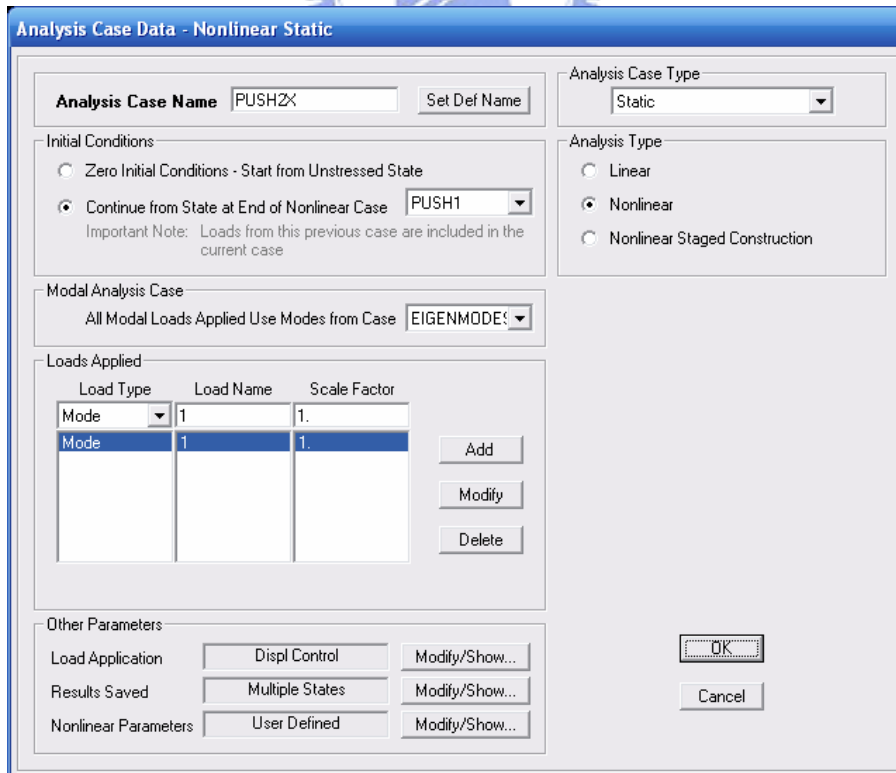 Analysis Case Data - Nonlinear Static
Analysis Case Name PUSH2X Set Def Name
Analysis Case Type
Static
Initial Conditions
Zero Initial Conditions - Start from Unstressed State
Continue from State at End of Nonlinear Case PUSH1
Important Note: Loads from this previous case are included in the
current case
Analysis Type
Linear
Nonlinear
Nonlinear Staged Construction
Modal Analysis Case
All Modal Loads Applied Use Modes from Case EIGENMODES
Loads Applied
Load Type Load Name Scale Factor
Mode 1 1.
Mode 1 1.
Add
Modify
Delete
Other Parameters
Load Application Displ Control Modify/Show...
Results Saved Multiple States Modify/Show...
Nonlinear Parameters User Defined Modify/Show...
OK
Cancel